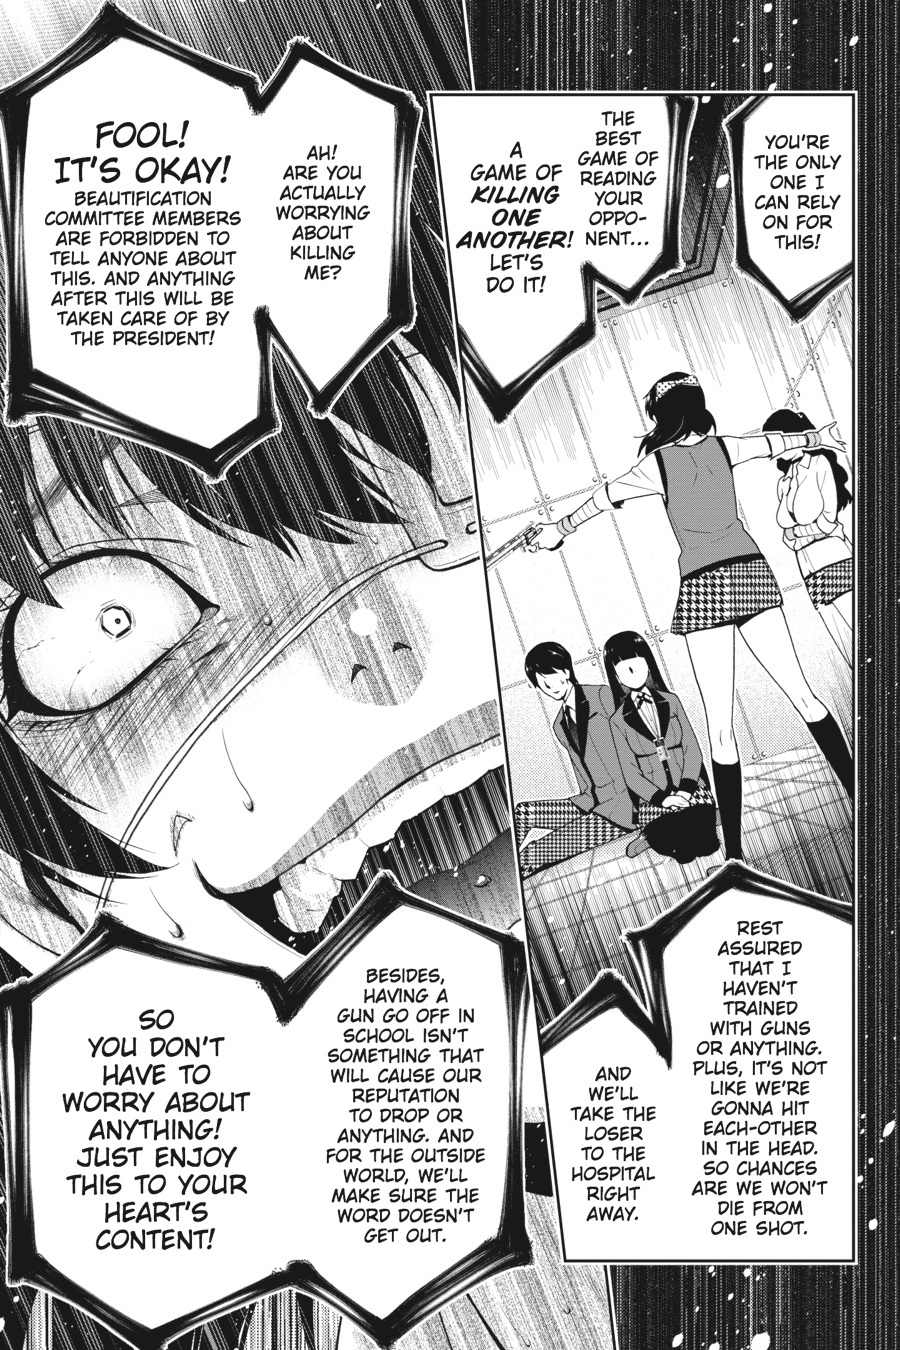 YOU'RE
THE ONLY
ONE I
CAN RELY
ON FOR
THIS!
THE
BEST
GAME OF
READING
YOUR
OPPO-
NENT...
A
GAME OF
KILLING
ONE
ANOTHER!
LET'S
DO IT!
REST
ASSURED
THAT I
HAVEN'T
TRAINED
WITH GUNS
OR ANYTHING.
PLUS, IT'S NOT
LIKE WE'RE
GONNA HIT
EACH-OTHER
IN THE HEAD.
SO CHANCES
ARE WE WON'T
DIE FROM
ONE SHOT.
AND
WE'LL
TAKE THE
LOSER
TO THE
HOSPITAL
RIGHT
AWAY.
AH!
ARE YOU
ACTUALLY
WORRYING
ABOUT
KILLING
ME?
FOOL!
IT'S OKAY!
BEAUTIFICATION
COMMITTEE MEMBERS
ARE FORBIDDEN TO
TELL ANYONE ABOUT
THIS. AND ANYTHING
AFTER THIS WILL BE
TAKEN CARE OF BY
THE PRESIDENT!
BESIDES,
HAVING A
GUN GO OFF IN
SCHOOL ISN'T
SOMETHING THAT
WILL CAUSE OUR
REPUTATION
TO DROP OR
ANYTHING. AND
FOR THE OUTSIDE
WORLD, WE'LL
MAKE SURE THE
WORD DOESN'T
GET OUT.
SO
YOU DON'T
HAVE TO
WORRY ABOUT
ANYTHING!
JUST ENJOY
THIS TO YOUR
HEART'S
CONTENT!